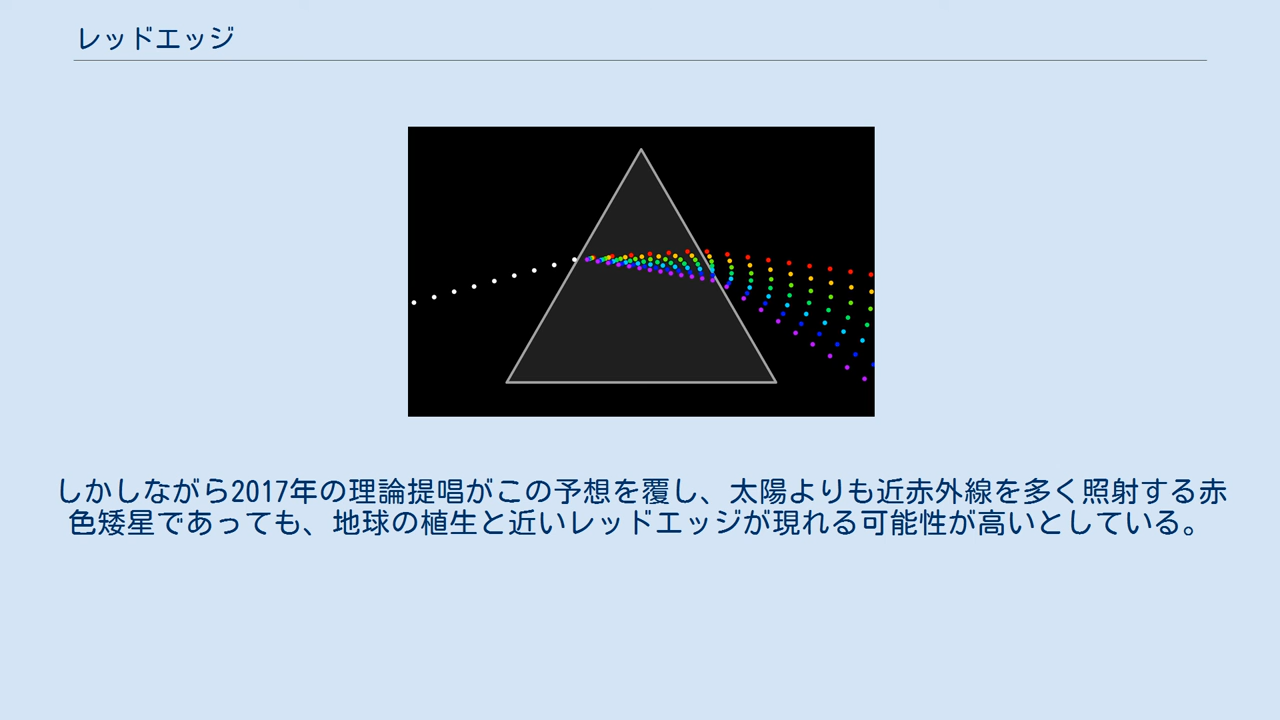 レッドエッジ
しかしながら2017年の理論提唱がこの予想を覆し、太陽よりも近赤外線を多く照射する赤
色矮星であっても、地球の植生と近いレッドエッジが現れる可能性が高いとしている。